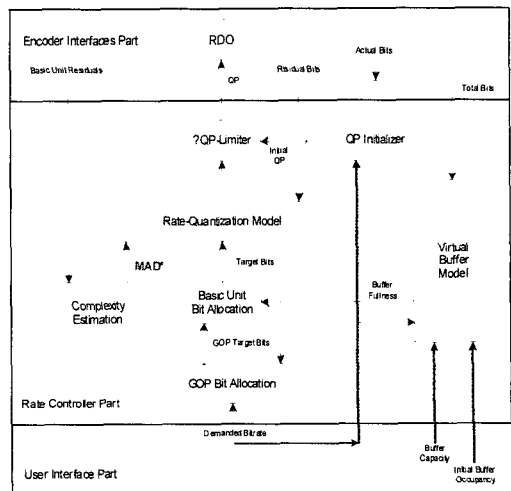 Encoder Interfaces Part
RDO
Actual Bits
Basic Unit Residuals
QP
Residual Bits
Total Bits
?QP-Limiter
Initial
QP
QP Initializer
Rate-Quantization Model
MAD*
Target Bits
Virtual
Buffer
Model
Complexity
Estimation
Basic Unit
Bit Allocation
Buffer
Fullness
GOP Target Bits
GOP Bit Allocation
Rate Controller Part
Demanded Bitrate
Buffer
Capacity
Initial Buffer
Occupancy
User Interface Part